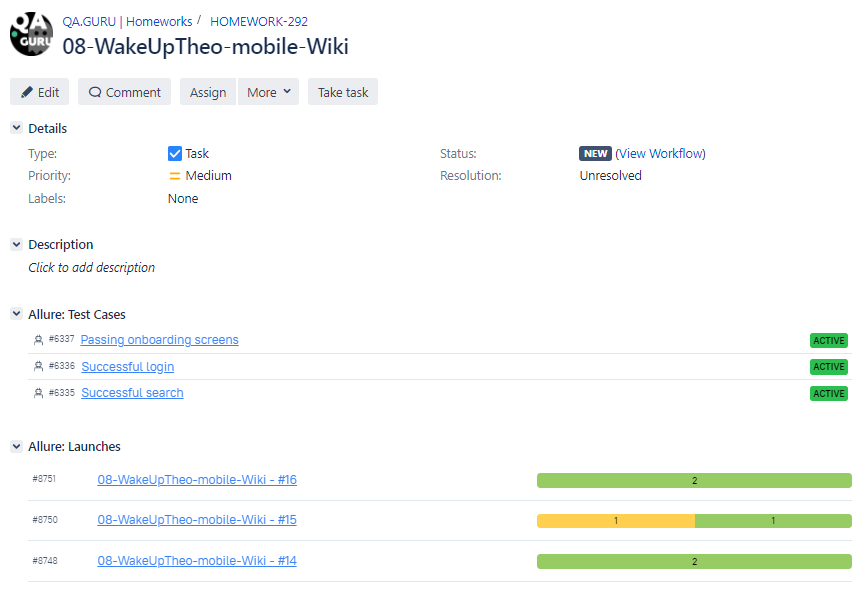 QA
GURU
QA.GURU | Homeworks / HOMEWORK-292
08-WakeUpTheo-mobile-Wiki
Edit Comment Assign More Take task
Details
Type: Task Status: NEW (View Workflow)
Priority: Medium Resolution: Unresolved
Labels: None
Description
Click to add description
Allure: Test Cases
#6337 Passing onboarding screens ACTIVE
#6336 Successful login ACTIVE
#6335 Successful search ACTIVE
Allure: Launches
#8751 08-WakeUpTheo-mobile-Wiki - #16 2
#8750 08-WakeUpTheo-mobile-Wiki - #15 1 1
#8748 08-WakeUpTheo-mobile-Wiki - #14 2